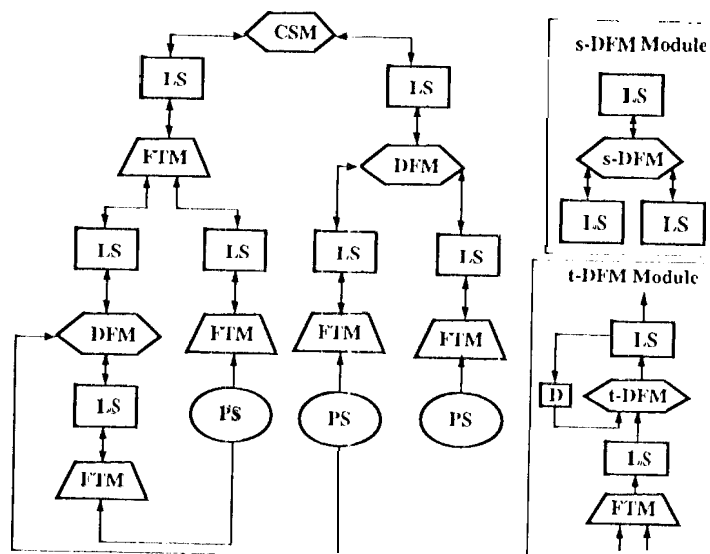 CSM
s-DFM Module
LS
LS
LS
FTM
DFM
s-DFM
LS
LS
LS
LS
LS
LS
t-DFM Module
DFM
FTM
FTM
FTM
LS
LS
PS
PS
PS
D
t-DFM
LS
FTM
FTM